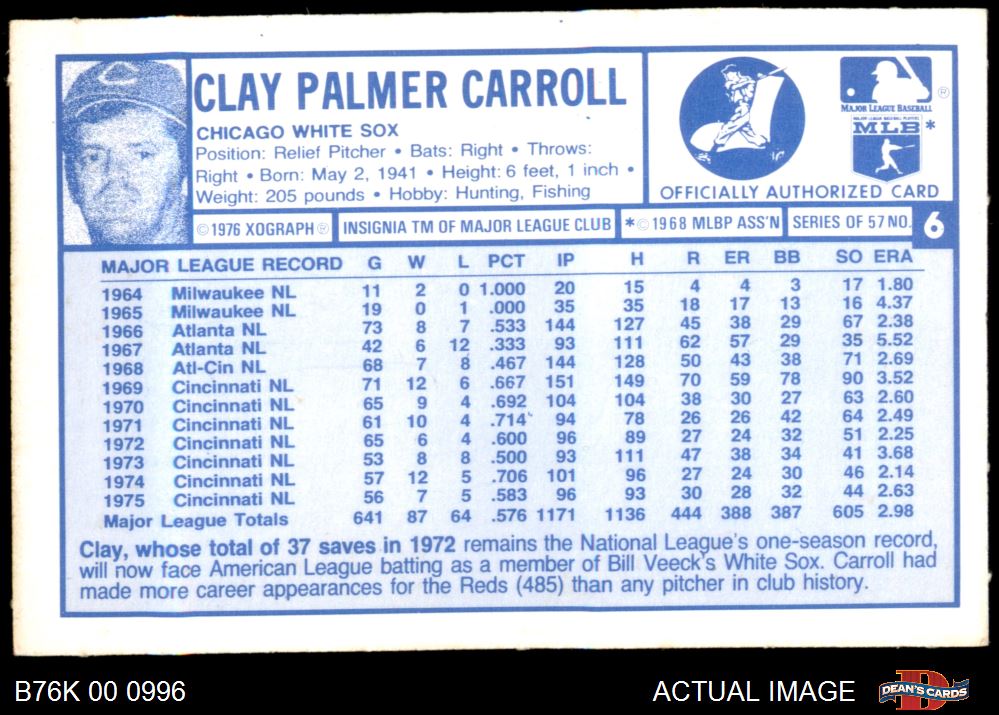 CLAY PALMER CARROLL
CHICAGO WHITE SOX
Position: Relief Pitcher • Bats: Right • Throws:
Right • Born: May 2, 1941 • Height: 6 feet, 1 inch •
Weight: 205 pounds • Hobby: Hunting, Fishing
MAJOR LEAGUE BASEBALL ®
MLB *
OFFICIALLY AUTHORIZED CARD
© 1976 XOGRAPH ® INSIGNIA TM OF MAJOR LEAGUE CLUB *© 1968 MLBP ASS'N SERIES OF 57 NO. 6
MAJOR LEAGUE RECORD G W L PCT IP H R ER BB SO ERA
1964 Milwaukee NL 11 2 0 1.000 20 15 4 4 3 17 1.80
1965 Milwaukee NL 19 0 1 .000 35 35 18 17 13 16 4.37
1966 Atlanta NL 73 8 7 .533 144 127 45 38 29 67 2.38
1967 Atlanta NL 42 6 12 .333 93 111 62 57 29 35 5.52
1968 Atl-Cin NL 68 7 8 .467 144 128 50 43 38 71 2.69
1969 Cincinnati NL 71 12 6 .667 151 149 70 59 78 90 3.52
1970 Cincinnati NL 65 9 4 .692 104 104 38 30 27 63 2.60
1971 Cincinnati NL 61 10 4 .714 94 78 26 26 42 64 2.49
1972 Cincinnati NL 65 6 4 .600 96 89 27 24 32 51 2.25
1973 Cincinnati NL 53 8 8 .500 93 111 47 38 34 41 3.68
1974 Cincinnati NL 57 12 5 .706 101 96 27 24 30 46 2.14
1975 Cincinnati NL 56 7 5 .583 96 93 30 28 32 44 2.63
Major League Totals 641 87 64 .576 1171 1136 444 388 387 605 2.98
Clay, whose total of 37 saves in 1972 remains the National League's one-season record,
will now face American League batting as a member of Bill Veeck's White Sox. Carroll had
made more career appearances for the Reds (485) than any pitcher in club history.
B76K 00 0996 ACTUAL IMAGE DEAN'S CARDS